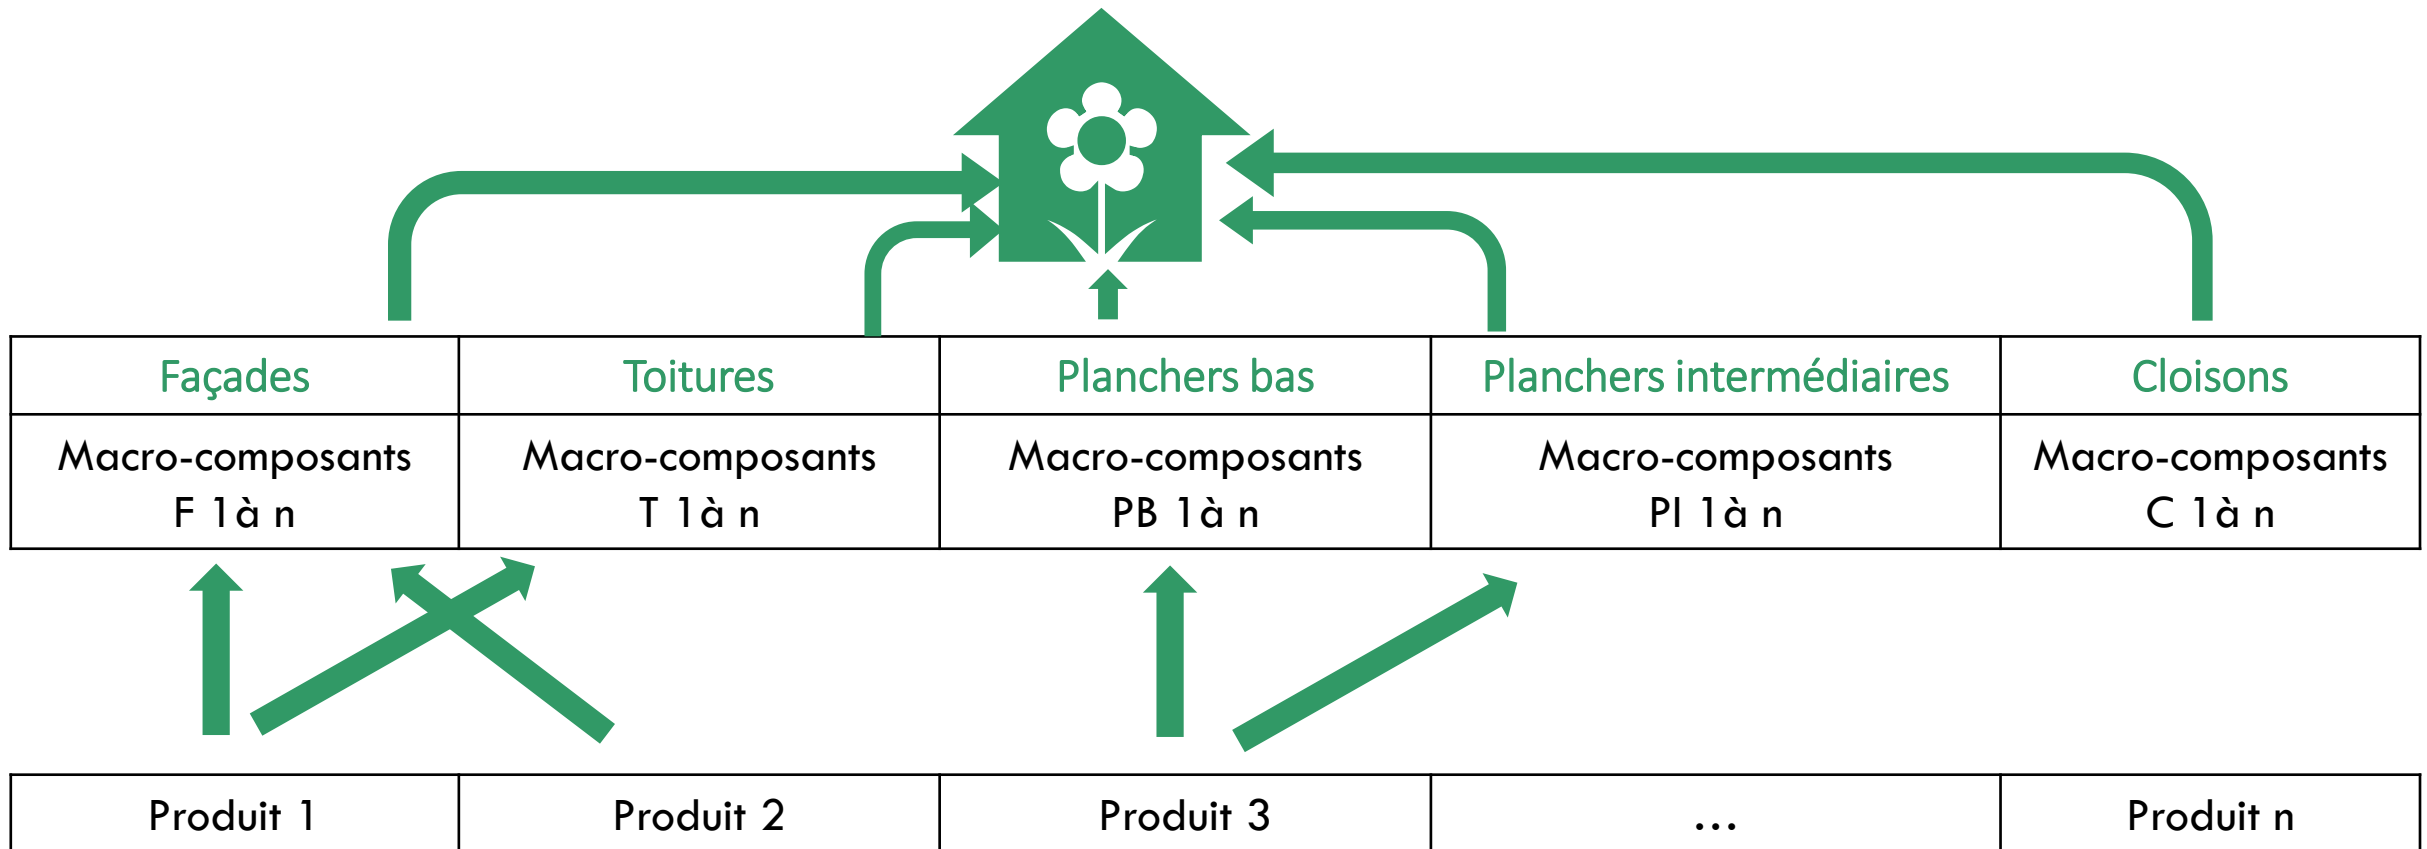 Façades
Toitures
Planchers bas
Planchers intermédiaires
Cloisons
Macro-composants
F 1à n
Macro-composants
T 1à n
Macro-composants
PB 1à n
Macro-composants
PI 1à n
Macro-composants
C 1à n
Produit 1
Produit 2
Produit 3
...
Produit n